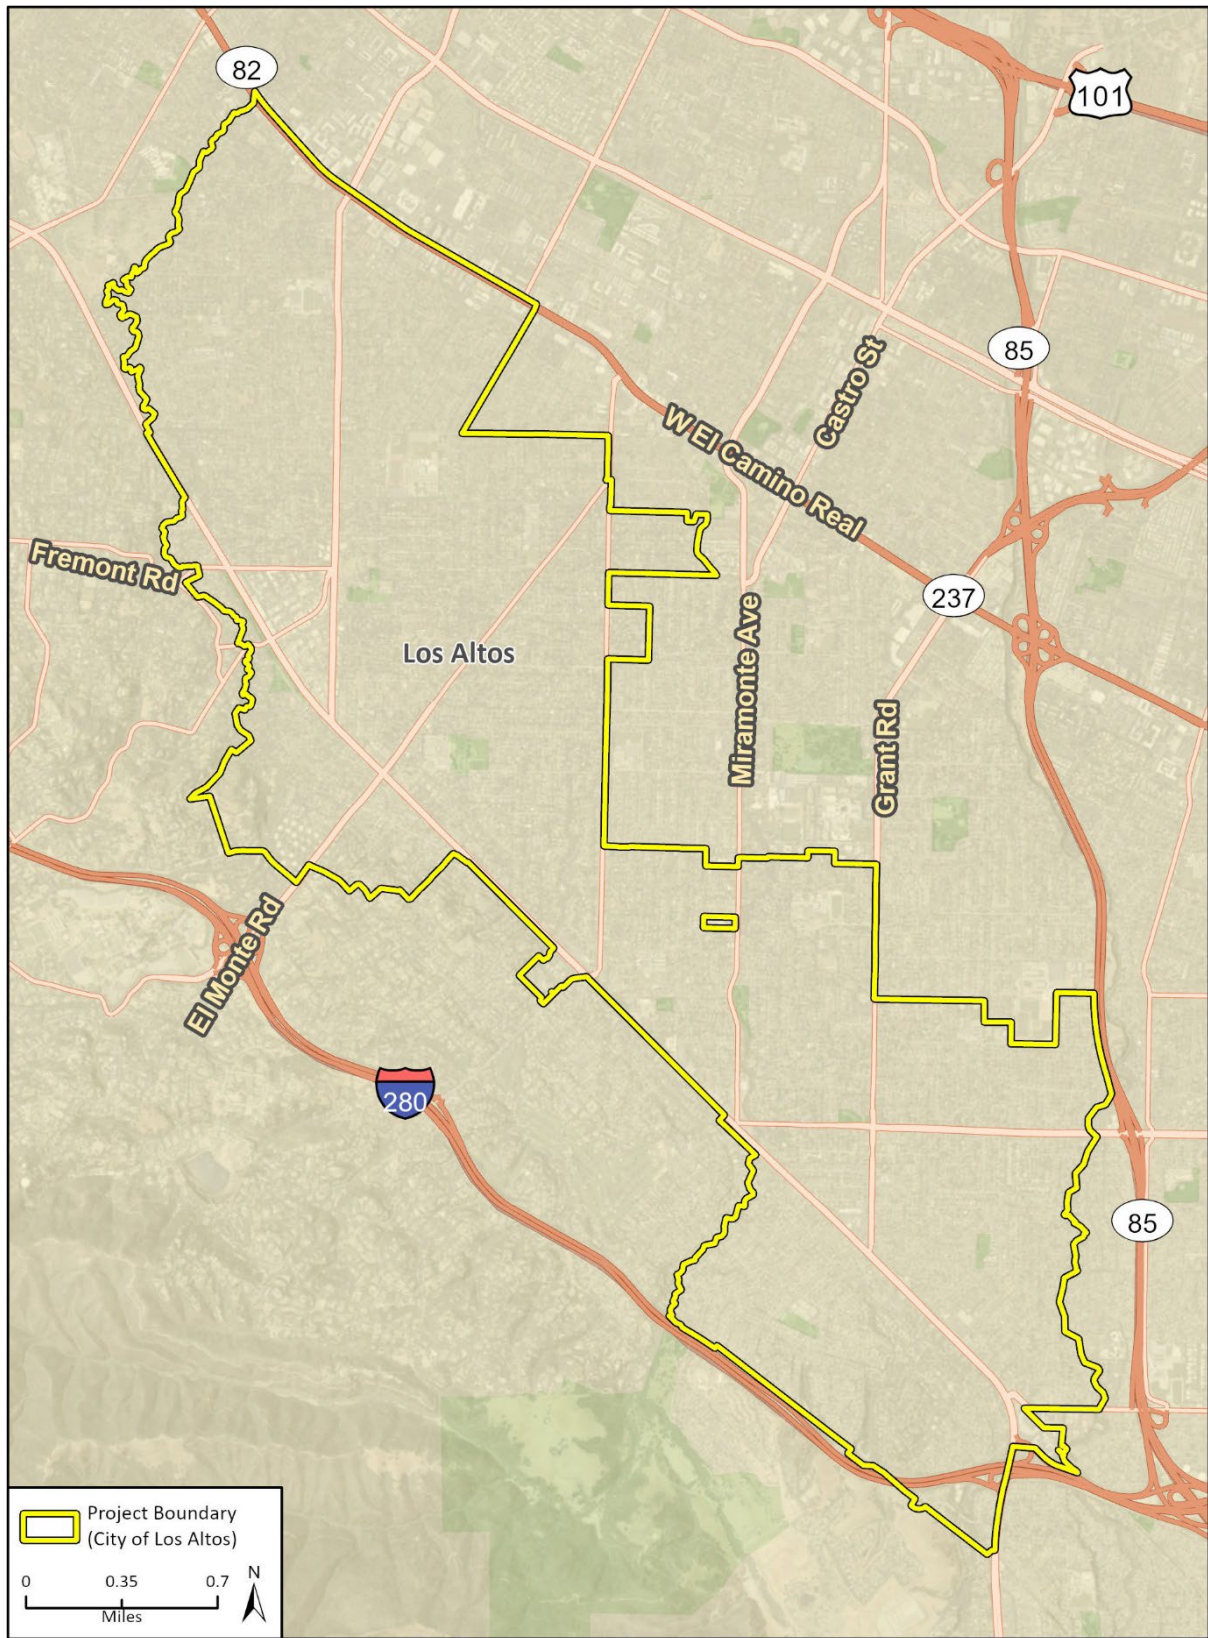 82
101
85
Castro St
W El Camino Real
Fremont Rd
237
Los Altos
Miramonte Ave
Grant Rd
El Monte Rd
280
85
Project Boundary
(City of Los Altos)
N
0 0.35 0.7
Miles